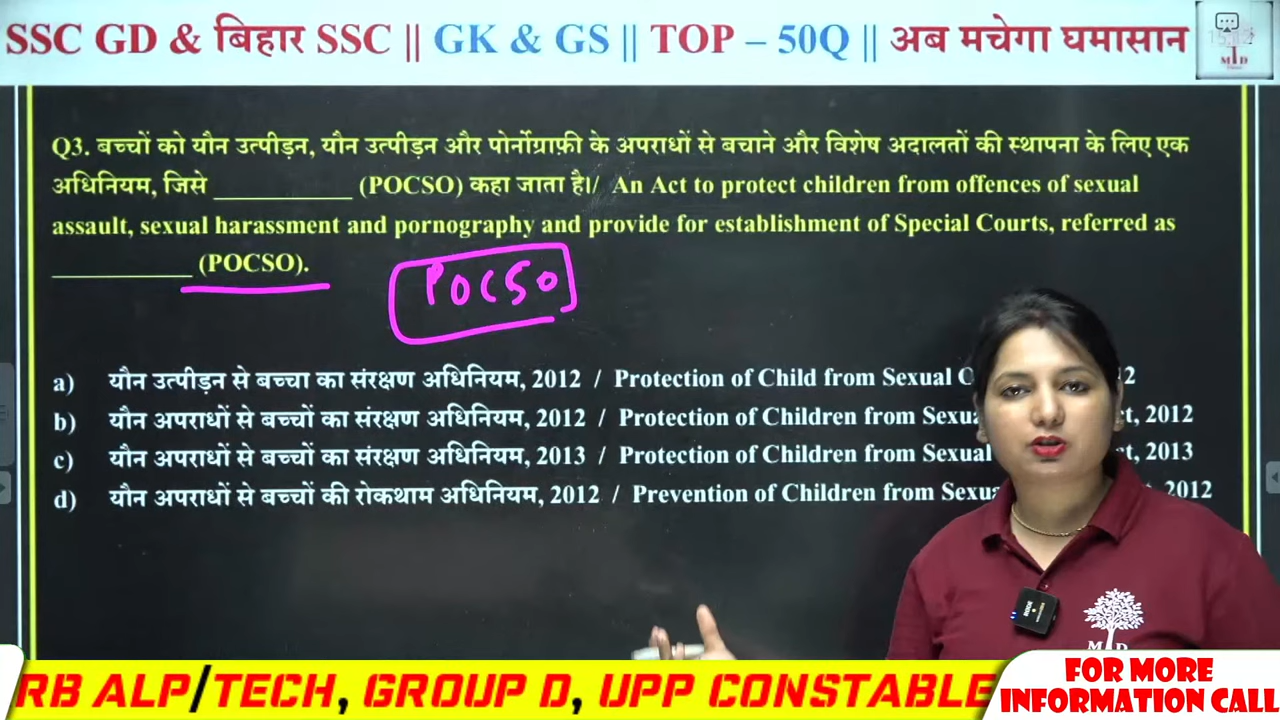 SSC GD & बिहार SSC || GK & GS || TOP – 50Q || अब मचेगा घमासान
Q3. बच्चों को यौन उत्पीड़न, यौन उत्पीड़न और पोर्नोग्राफ़ी के अपराधों से बचाने और विशेष अदालतों की स्थापना के लिए एक
अधिनियम, जिसे ____________ (POCSO) कहा जाता है।/ An Act to protect children from offences of sexual
assault, sexual harassment and pornography and provide for establishment of Special Courts, referred as
____________ (POCSO).
POCSO
a) यौन उत्पीड़न से बच्चा का संरक्षण अधिनियम, 2012 / Protection of Child from Sexual
b) यौन अपराधों से बच्चों का संरक्षण अधिनियम, 2012 / Protection of Children from 2012
c) यौन अपराधों से बच्चों का संरक्षण अधिनियम, 2013 / Protection of Children from 2013
d) यौन अपराधों से बच्चों की रोकथाम अधिनियम, 2012 / Prevention of Children from 2012
RB ALP/TECH, GROUP D, UPP CONSTABLE
FOR MORE
INFORMATION CALL